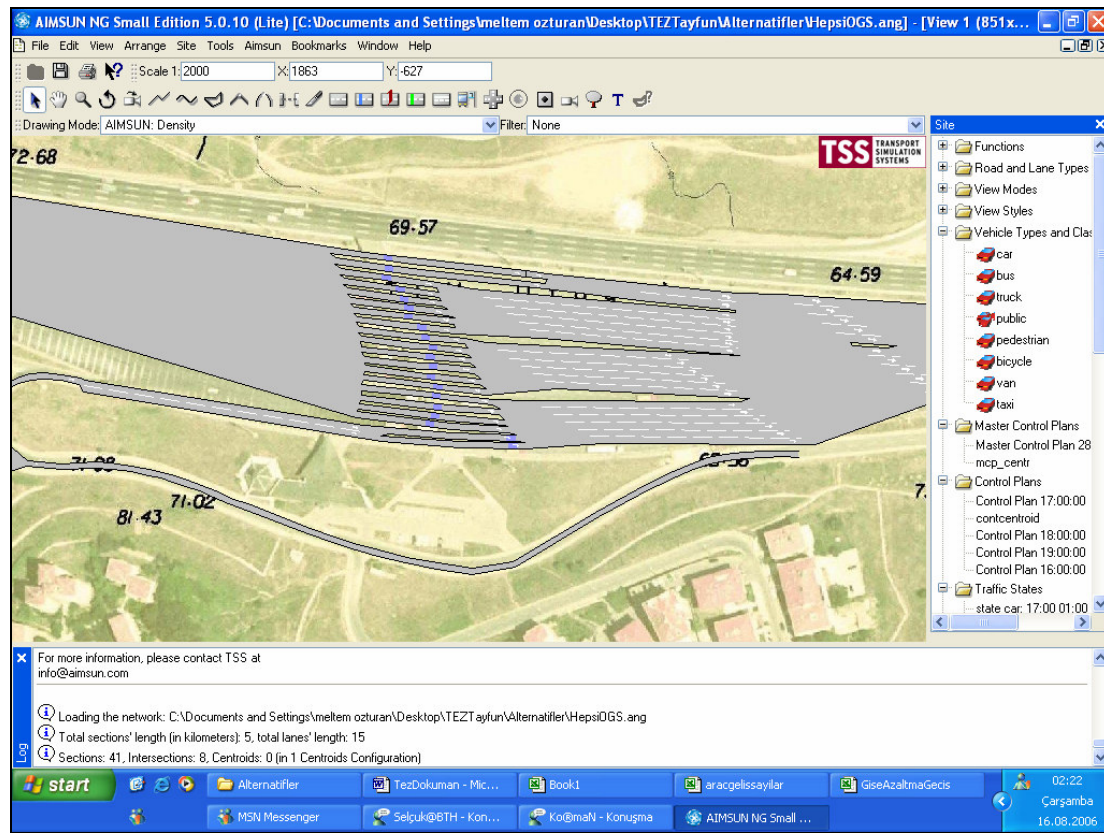 AIMSUN NG Small Edition 5.0.10 (Lite) [C:\Documents and Settings\meltem ozturan\Desktop\TEZTayfun\Alternatifler\HepsiOGS.ang] - [View 1 (851x...
File Edit View Arrange Site Tools Aimsun Bookmarks Window Help
Scale 1: 2000 X: 1863 Y: -627
Drawing Mode: AIMSUN: Density Filter: None
Site
TSS TRANSPORT SIMULATION SYSTEMS
72.68
69.57
64.59
71.02
81.43
Functions
Road and Lane Types
View Modes
View Styles
Vehicle Types and Clas
car
bus
truck
public
pedestrian
bicycle
van
taxi
Master Control Plans
Master Control Plan 28
mcp_centr
Control Plans
Control Plan 17:00:00
contcentroid
Control Plan 18:00:00
Control Plan 19:00:00
Control Plan 16:00:00
Traffic States
state car: 17:00 01:00
Log
For more information, please contact TSS at
info@aimsun.com
Loading the network: C:\Documents and Settings\meltem ozturan\Desktop\TEZTayfun\Alternatifler\HepsiOGS.ang
Total sections' length (in kilometers): 5, total lanes' length: 15
Sections: 41, Intersections: 8, Centroids: 0 (in 1 Centroids Configuration)
start Alternatifler TezDokuman - Mic... Book1 aracgelissayilar GiseAzaltmaGecis 02:22
MSN Messenger Selçuk@BTH - Kon... Ko®maN - Konuşma AIMSUN NG Small ... Çarşamba
16.08.2006